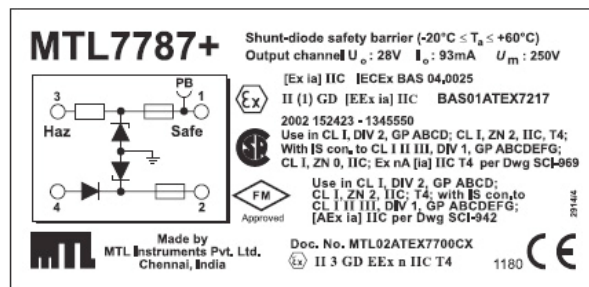 MTL7787+
Shunt-diode safety barrier (-20°C ≤ Ta ≤ +60°C)
Output channel Uo: 28V Io: 93mA Um: 250V
PB
3
1
Haz
Safe
4
2
[Ex ia] IIC IECEx BAS 04.0025
Ex
II (1) GD [EEx ia] IIC BAS01ATEX7217
2002 152423 - 1345550
Use in CL I, DIV 2, GP ABCD; CL I, ZN 2, IIC, T4;
With IS con. to CL I II III, DIV 1, GP ABCDEFG;
CL I, ZN 0, IIC; Ex nA [ia] IIC T4 per Dwg SCI-969
FM
Approved
Use in CL I, DIV 2, GP ABCD;
CL I, ZN 2, IIC; T4; with IS con.to
CL I II III, DIV 1, GP ABCDEFG;
[AEx ia] IIC per Dwg SCI-942
2914/4
MTL
Made by
MTL Instruments Pvt. Ltd.
Chennai, India
Doc. No. MTL02ATEX7700CX
Ex II 3 GD EEx n IIC T4
1180 CE